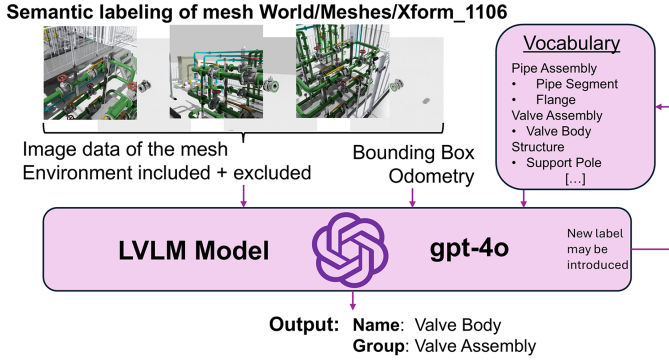 Semantic labeling of mesh World/Meshes/Xform_1106
Vocabulary
Pipe Assembly
• Pipe Segment
• Flange
Valve Assembly
• Valve Body
Structure
• Support Pole
[...]
Image data of the mesh
Environment included + excluded
Bounding Box
Odometry
LVLM Model
gpt-4o
New label
may be
introduced
Output: Name: Valve Body
Group: Valve Assembly